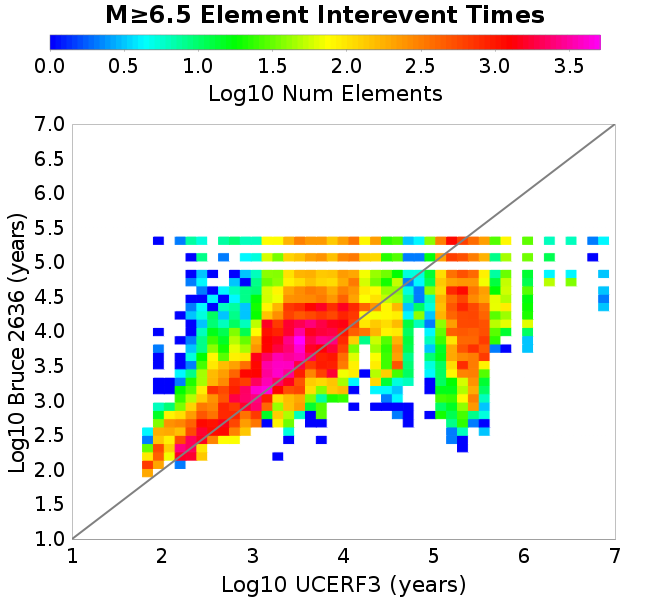 M≥6.5 Element Interevent Times
0.0 0.5 1.0 1.5 2.0 2.5 3.0 3.5
Log10 Num Elements
7.0
6.5
6.0
5.5
5.0
4.5
4.0
3.5
3.0
2.5
2.0
1.5
1.0
Log10 Bruce 2636 (years)
1 2 3 4 5 6 7
Log10 UCERF3 (years)